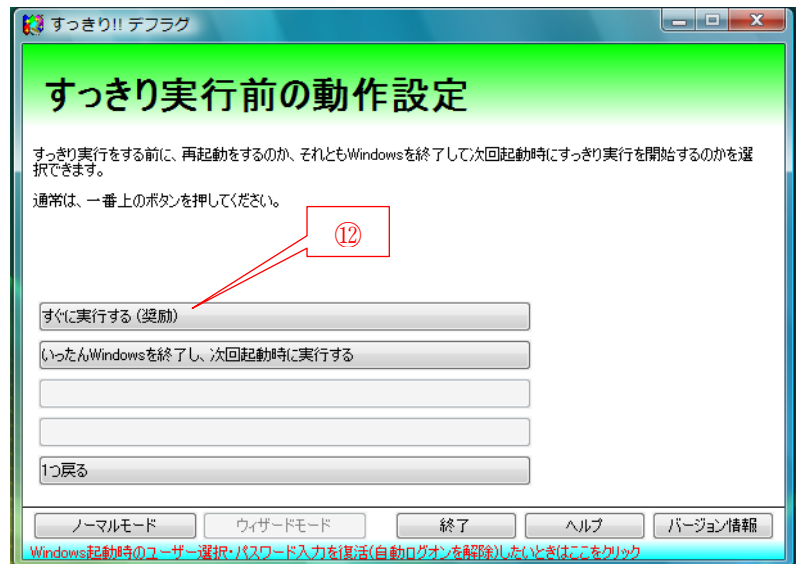 すっきり!! デフラグ
すっきり実行前の動作設定
すっきり実行をする前に、再起動をするのか、それともWindowsを終了して次回起動時にすっきり実行を開始するのかを選
択できます。
通常は、一番上のボタンを押してください。
⑫
すぐに実行する(奨励)
いったんWindowsを終了し、次回起動時に実行する
1つ戻る
ノーマルモード ウィザードモード 終了 ヘルプ バージョン情報
Windows起動時のユーザー選択・パスワード入力を復活(自動ログオンを解除)したいときはここをクリック